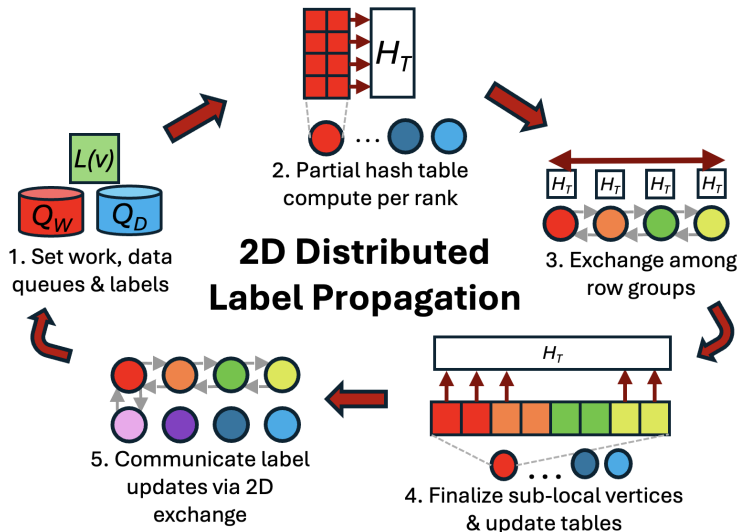 H_T
L(v)
Q_W
Q_D
1. Set work, data
queues & labels
...
2. Partial hash table
compute per rank
H_T H_T H_T H_T
3. Exchange among
row groups
2D Distributed
Label Propagation
H_T
...
4. Finalize sub-local vertices
& update tables
5. Communicate label
updates via 2D
exchange